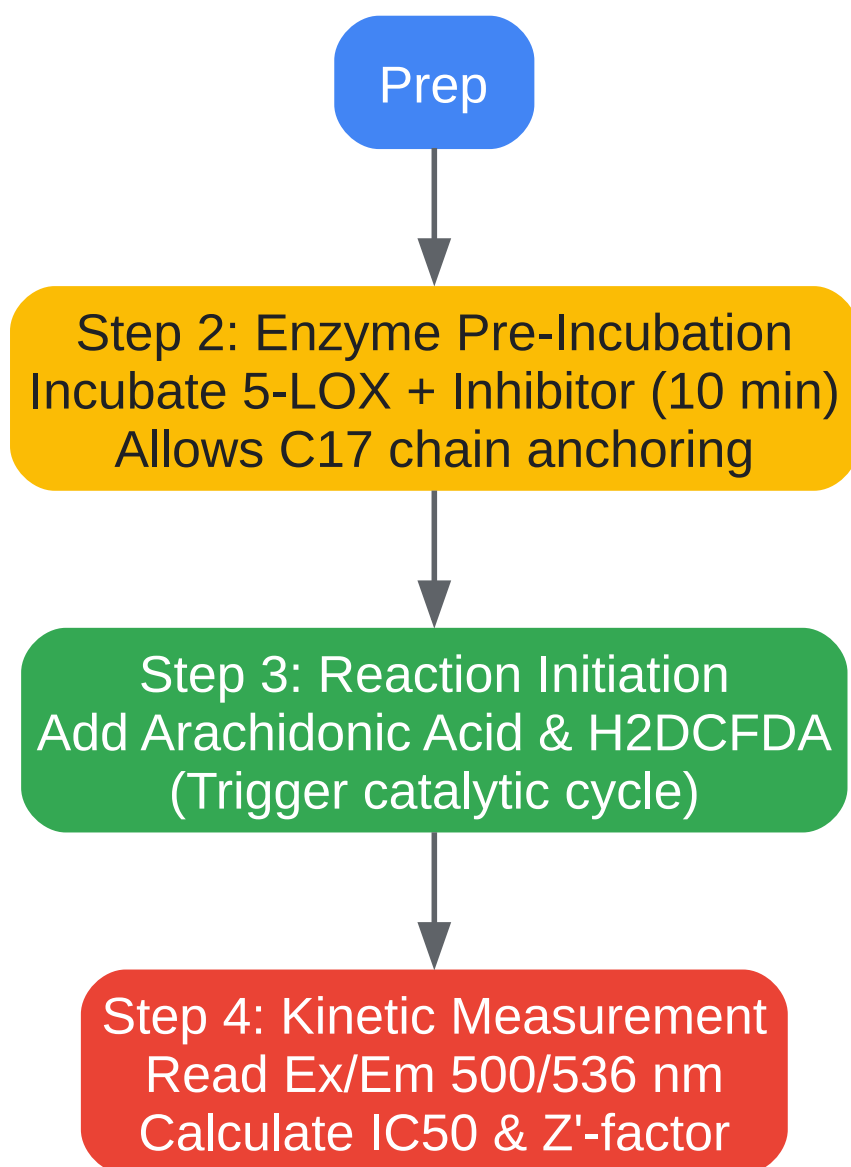 Prep
Step 2: Enzyme Pre-Incubation
Incubate 5-LOX + Inhibitor (10 min)
Allows C17 chain anchoring
Step 3: Reaction Initiation
Add Arachidonic Acid & H2DCFDA
(Trigger catalytic cycle)
Step 4: Kinetic Measurement
Read Ex/Em 500/536 nm
Calculate IC50 & Z'-factor